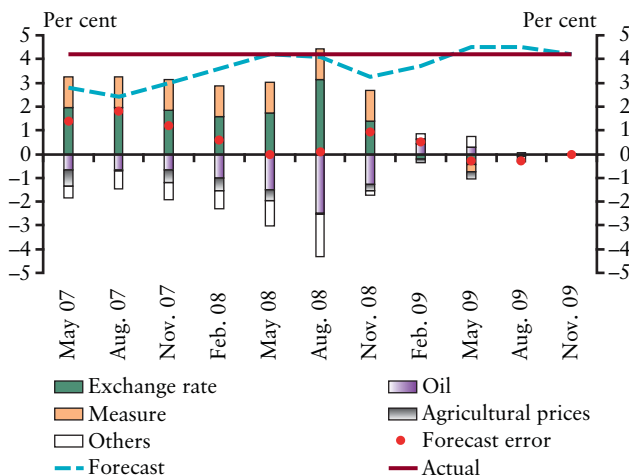 Per cent Per cent
5 5
4 4
3 3
2 2
1 1
0 0
–1 –1
–2 –2
–3 –3
–4 –4
–5 –5
May 07 Aug. 07 Nov. 07 Feb. 08 May 08 Aug. 08 Nov. 08 Feb. 09 May 09 Aug. 09 Nov. 09
Exchange rate Oil
Measure Agricultural prices
Others Forecast error
Forecast Actual